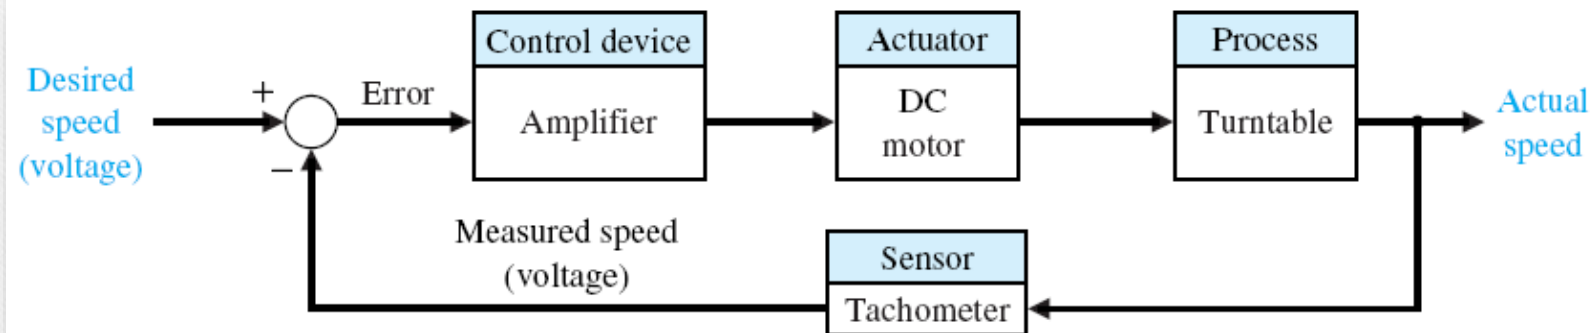 Desired
speed
(voltage)
+
−
Error
Control device
Amplifier
Actuator
DC
motor
Process
Turntable
Actual
speed
Measured speed
(voltage)
Sensor
Tachometer